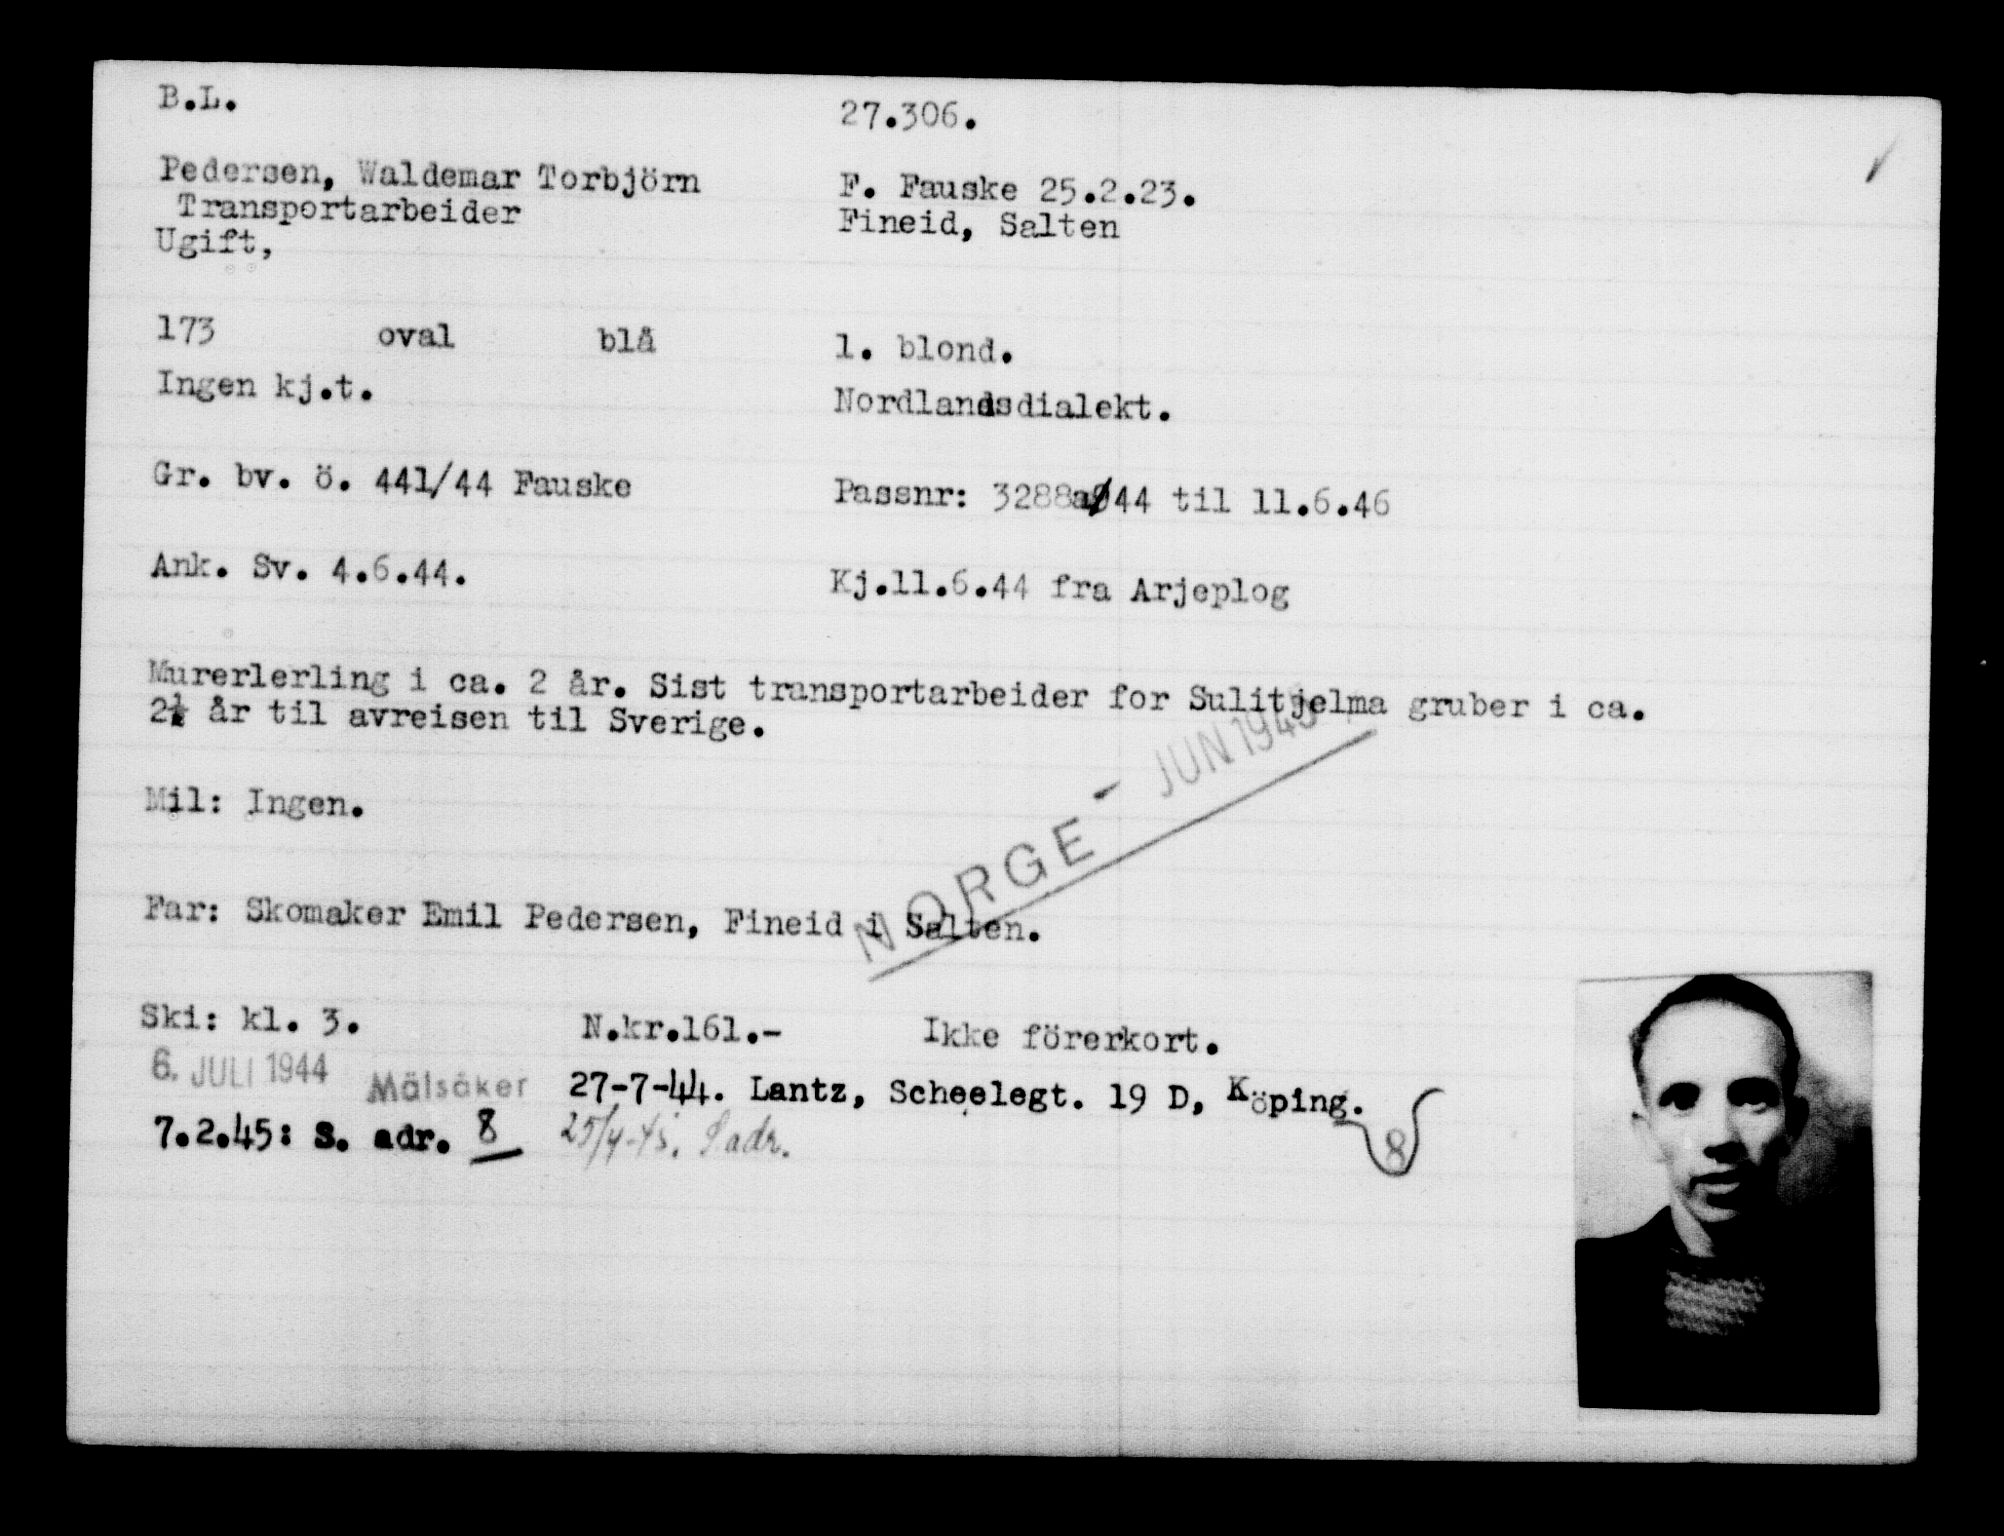 B.L.
27.306.
Pedersen, Waldemar Torbjörn
F. Fauske 25.2.23.
Transportarbeider
Fineid, Salten
Ugift,
173 oval blå l. blond.
Ingen kj.t.
Nordlandsdialekt.
Gr. bv. ö. 441/44 Fauske
Passnr: 3288a/44 til 11.6.46
Ank. Sv. 4.6.44.
Kj.11.6.44 fra Arjeplog
Murerlerling i ca. 2 år. Sist transportarbeider for Sulitjelma gruber i ca.
2½ år til avreisen til Sverige.
NORGE - JUN 1945
Mil: Ingen.
Far: Skomaker Emil Pedersen, Fineid i Salten.
Ski: kl. 3. N.kr.161.- Ikke förerkort.
6. JULI 1944 Mälsåker 27-7-44. Lantz, Scheelegt. 19 D, Köping. 8
7.2.45: S. adr. 8 25/4-45. S adr.